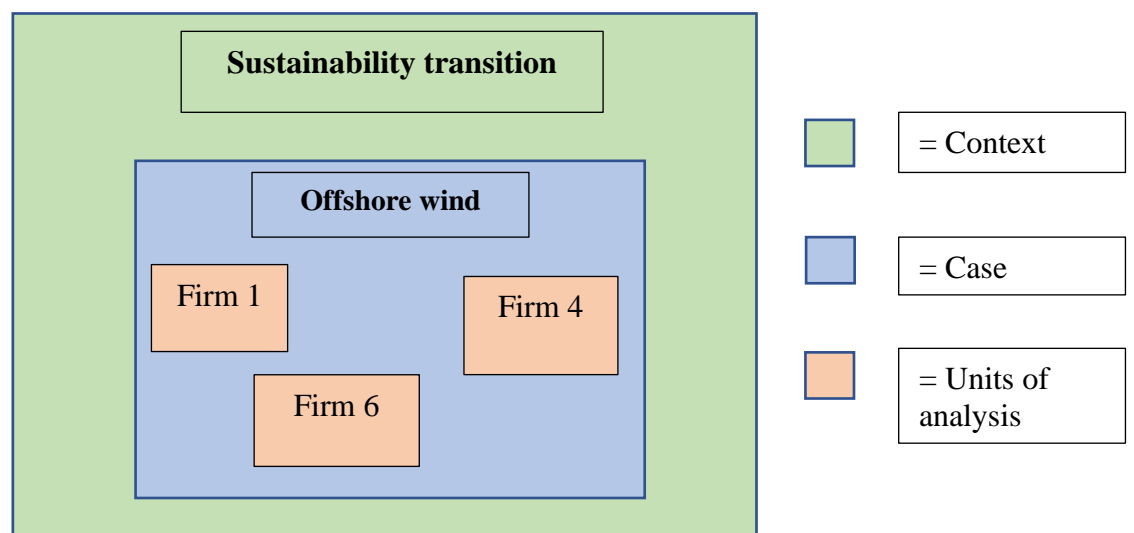 Sustainability transition
Offshore wind
Firm 1
Firm 4
Firm 6
= Context
= Case
= Units of
analysis